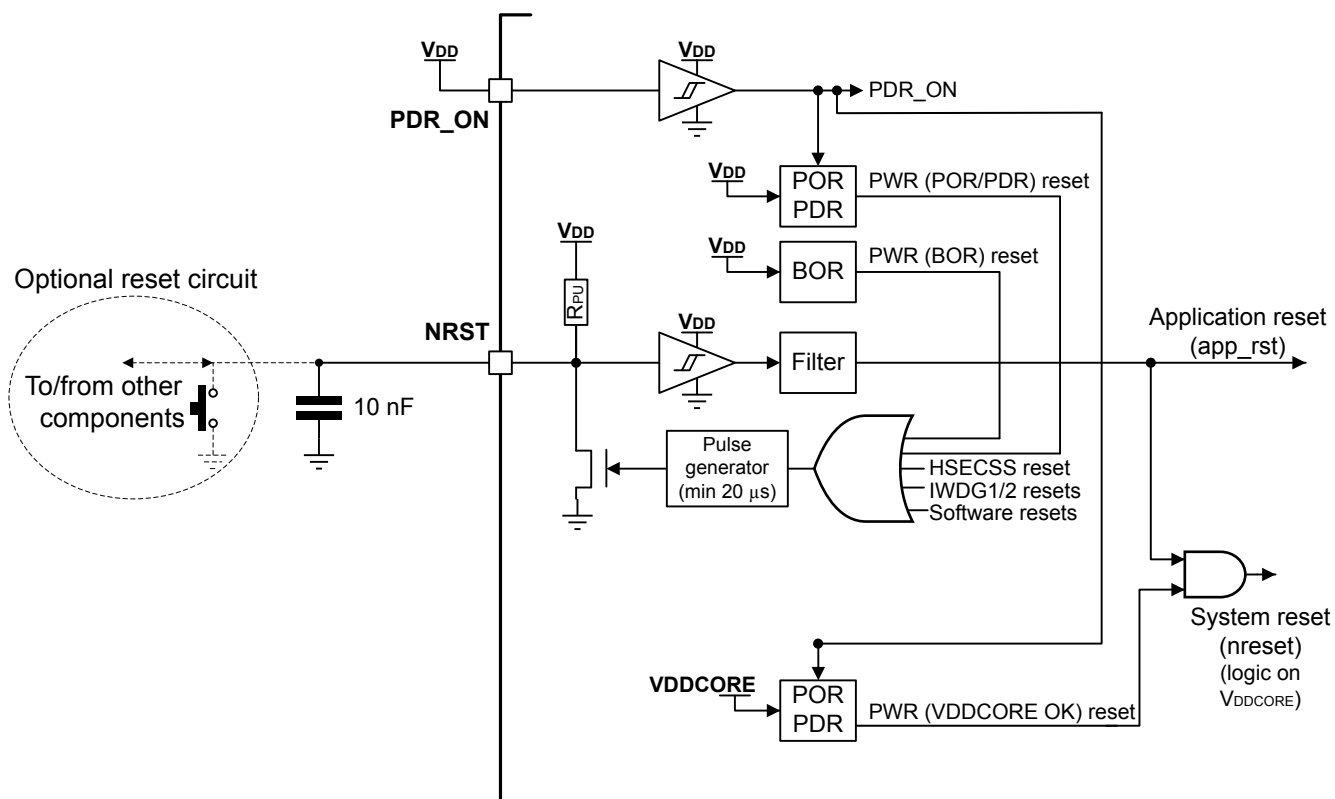 VDD
VDD
PDR_ON
PDR_ON
VDD
POR
PDR
PWR (POR/PDR) reset
VDD
VDD
BOR
PWR (BOR) reset
Optional reset circuit
RPU
NRST
VDD
Filter
Application reset
(app_rst)
To/from other
components
10 nF
Pulse
generator
(min 20 μs)
HSECSS reset
IWDG1/2 resets
Software resets
System reset
(nreset)
(logic on
VDDCORE)
VDDCORE
POR
PDR
PWR (VDDCORE OK) reset